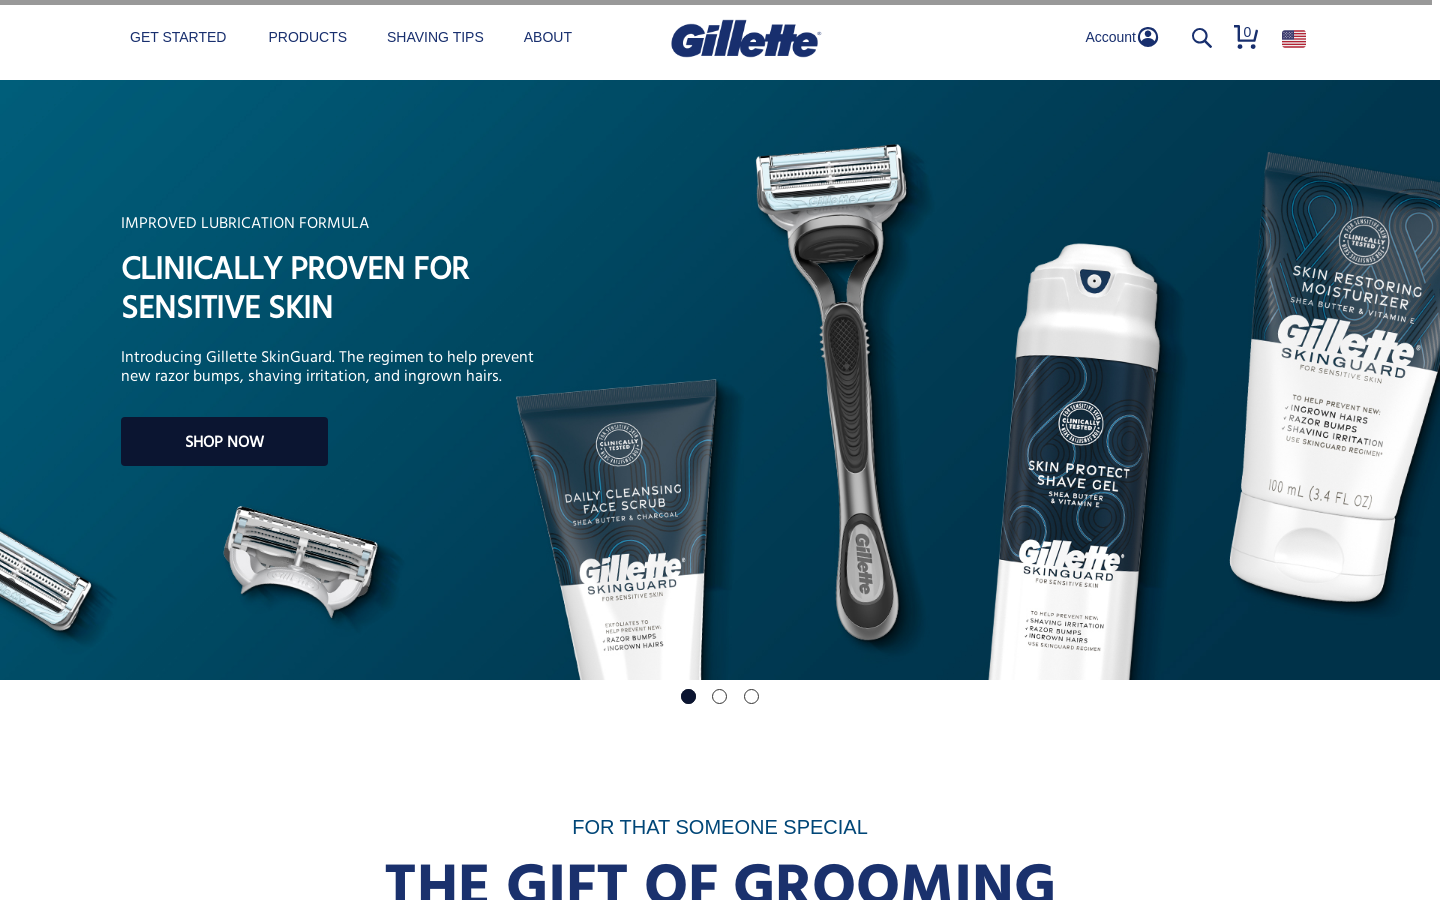 GET STARTED
PRODUCTS
SHAVING TIPS
ABOUT
Gillette®
Account
0
IMPROVED LUBRICATION FORMULA
CLINICALLY PROVEN FOR
SENSITIVE SKIN
Introducing Gillette SkinGuard. The regimen to help prevent
new razor bumps, shaving irritation, and ingrown hairs.
SHOP NOW
CLINICALLY
TESTED
DAILY CLEANSING
FACE SCRUB
SHEA BUTTER & CHARCOAL
Gillette®
SKINGUARD
FOR SENSITIVE SKIN
EXFOLIATES TO
HELP PREVENT NEW:
RAZOR BUMPS
INGROWN HAIRS
Gillette
CLINICALLY
TESTED
SKIN PROTECT
SHAVE GEL
SHEA BUTTER
& VITAMIN E
Gillette®
SKINGUARD
FOR SENSITIVE SKIN
TO HELP PREVENT NEW:
SHAVING IRRITATION
RAZOR BUMPS
INGROWN HAIRS
USE SKINGUARD REGIMEN
CLINICALLY
TESTED
SKIN RESTORING
MOISTURIZER
SHEA BUTTER & VITAMIN E
Gillette®
SKINGUARD
FOR SENSITIVE SKIN
TO HELP PREVENT NEW:
INGROWN HAIRS
RAZOR BUMPS
SHAVING IRRITATION
USE SKINGUARD REGIMEN*
100 mL (3.4 FL OZ)
FOR THAT SOMEONE SPECIAL
THE GIFT OF GROOMING